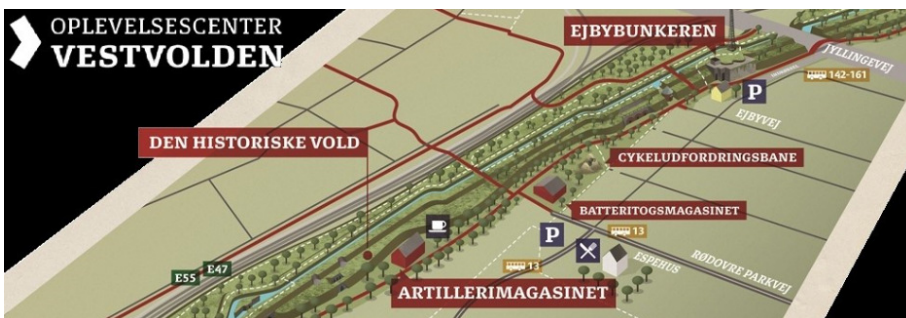 OPLEVELSESCENTER
VESTVOLDEN
EJBYBUNKEREN
JYLLINGEVEJ
142-161
P
EJBYVEJ
DEN HISTORISKE VOLD
CYKELUDFORDRINGSBANE
BATTERITOGSMAGASINET
P
13
RØDOVRE PARKVEJ
ESPEHUS
13
E55
E47
ARTILLERIMAGASINET